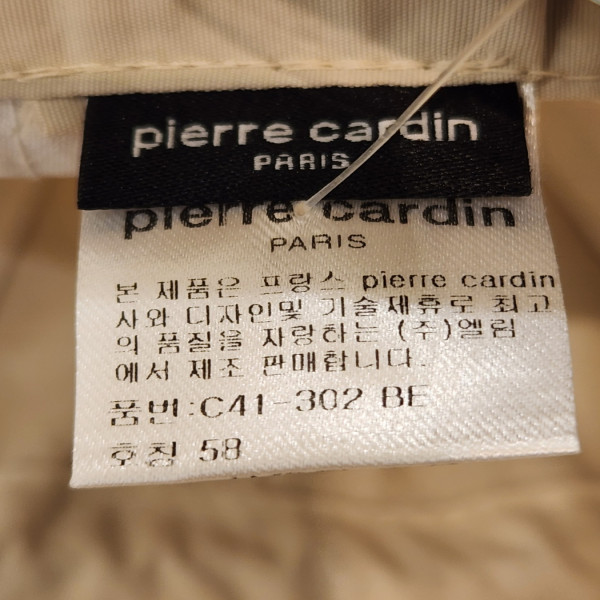 pierre cardin
PARIS
pierre cardin
PARIS
본 제품은 프랑스 pierre cardin
사와 디자인및 기술제휴로 최고
의 품질을 자랑하는 (주)엘림
에서 제조 판매합니다.
품번:C41-302 BE
호칭 58